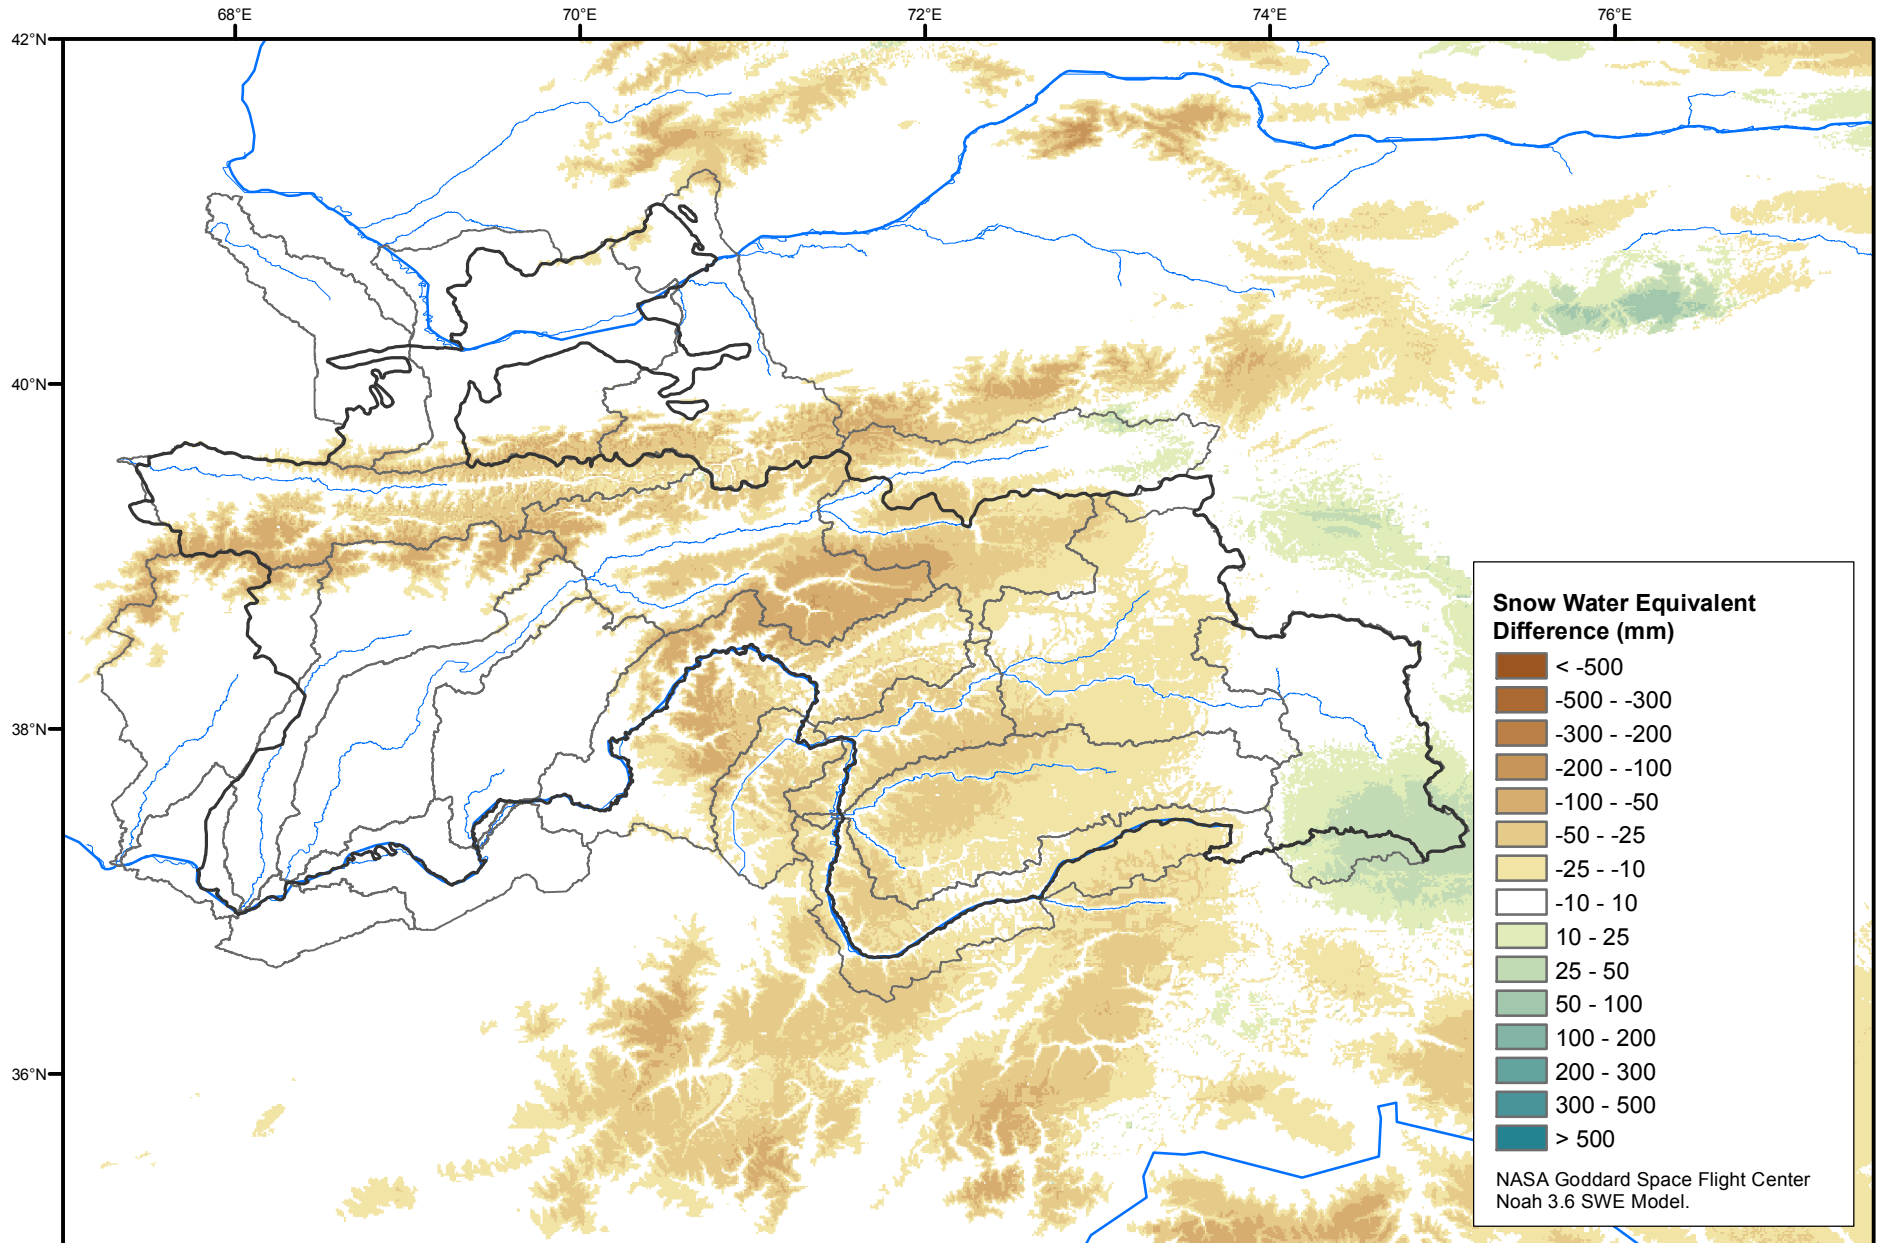 68°E
70°E
72°E
74°E
76°E
42°N
40°N
38°N
36°N
Snow Water Equivalent
Difference (mm)
< -500
-500 - -300
-300 - -200
-200 - -100
-100 - -50
-50 - -25
-25 - -10
-10 - 10
10 - 25
25 - 50
50 - 100
100 - 200
200 - 300
300 - 500
> 500
NASA Goddard Space Flight Center
Noah 3.6 SWE Model.